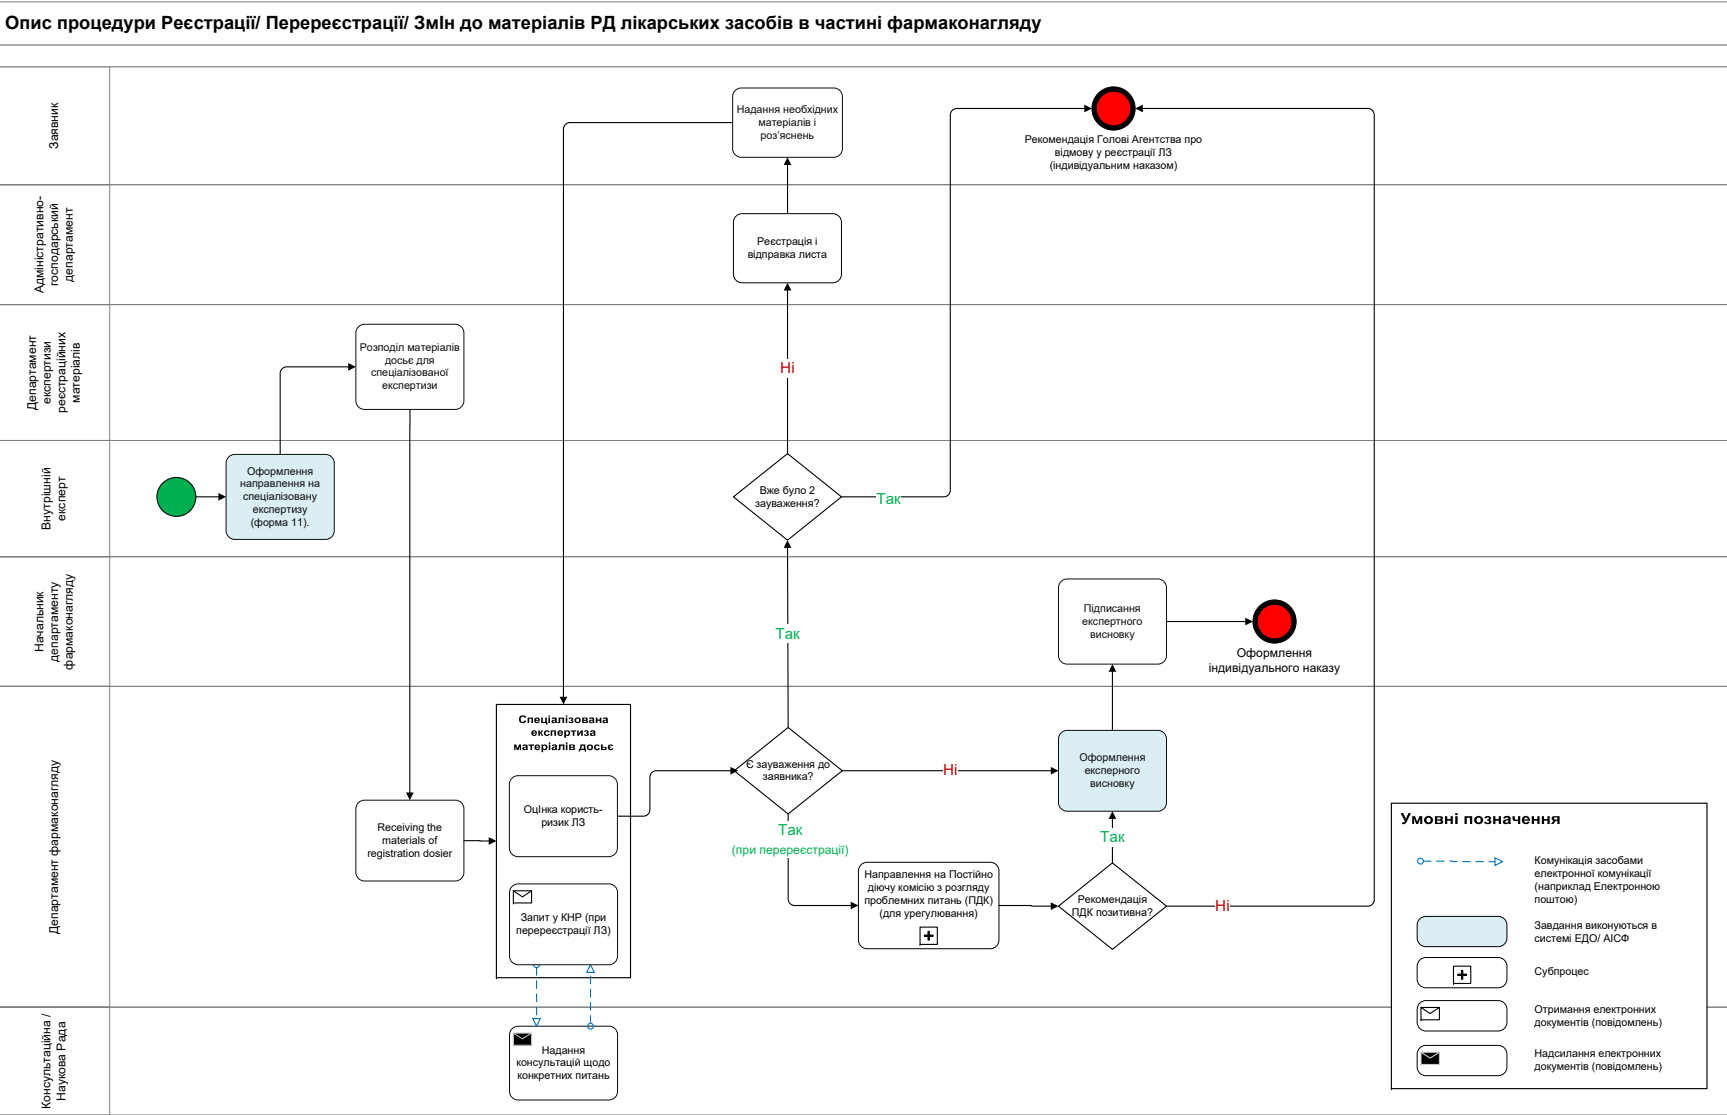 Опис процедури Реєстрації/ Перереєстрації/ ЗмІн до матеріалів РД лікарських засобів в частині фармаконагляду
Заявник
Надання необхідних
матеріалів і
роз'яснень
Рекомендація Голові Агентства про
відмову у реєстрації ЛЗ
(індивідуальним наказом)
Адміністративно-
господарський
департамент
Реєстрація і
відправка листа
Департамент
експертизи
реєстраційних
матеріалів
Розподіл матеріалів
досьє для
спеціалізованої
експертизи
Ні
Внутрішній
експерт
Оформлення
направлення на
спеціалізовану
експертизу
(форма 11).
Вже було 2
зауваження?
Так
Начальник
департаменту
фармаконагляду
Так
Підписання
експертного
висновку
Оформлення
індивідуального наказу
Департамент фармаконагляду
Receiving the
materials of
registration dosier
Спеціалізована
експертиза
матеріалів досьє
ОцІнка користь-
ризик ЛЗ
Запит у КНР (при
перереєстрації ЛЗ)
Є зауваження до
заявника?
Ні
Так
(при перереєстрації)
Оформлення
експерного
висновку
Направлення на Постійно
діючу комісію з розгляду
проблемних питань (ПДК)
(для урегулювання)
Так
Рекомендація
ПДК позитивна?
Ні
Консультаційна /
Наукова Рада
Надання
консультацій щодо
конкретних питань
Умовні позначення
Комунікація засобами
електронної комунікації
(наприклад Електронною
поштою)
Завдання виконуються в
системі ЕДО/ АІСФ
Субпроцес
Отримання електронних
документів (повідомлень)
Надсилання електронних
документів (повідомлень)